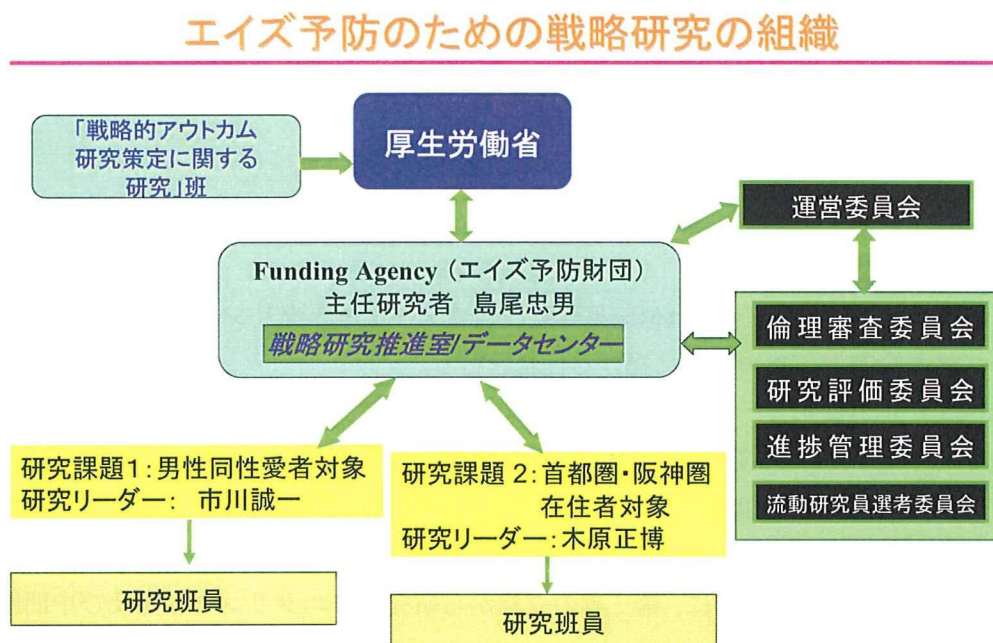 エイズ予防のための戦略研究の組織
「戦略的アウトカム
研究策定に関する
研究」班
厚生労働省
運営委員会
Funding Agency（エイズ予防財団）
主任研究者　島尾忠男
戦略研究推進室/データセンター
倫理審査委員会
研究評価委員会
進捗管理委員会
流動研究員選考委員会
研究課題1：男性同性愛者対象
研究リーダー：　市川誠一
研究課題 2：首都圏・阪神圏
在住者対象
研究リーダー：木原正博
研究班員
研究班員